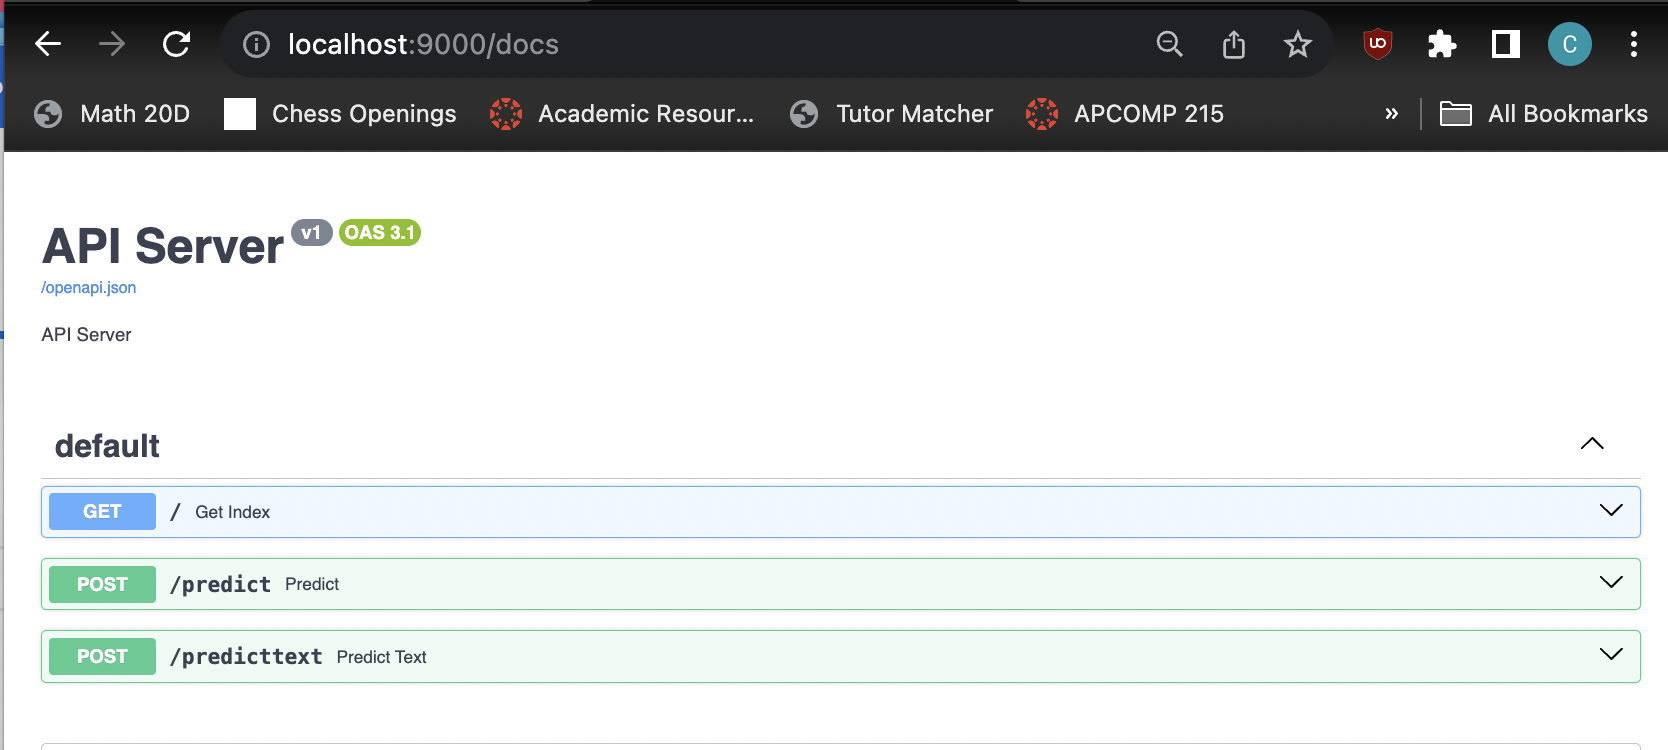 localhost:9000/docs
UO
C
Math 20D Chess Openings Academic Resour... Tutor Matcher APCOMP 215 » All Bookmarks
API Server v1 OAS 3.1
/openapi.json
API Server
default
GET / Get Index
POST /predict Predict
POST /predicttext Predict Text